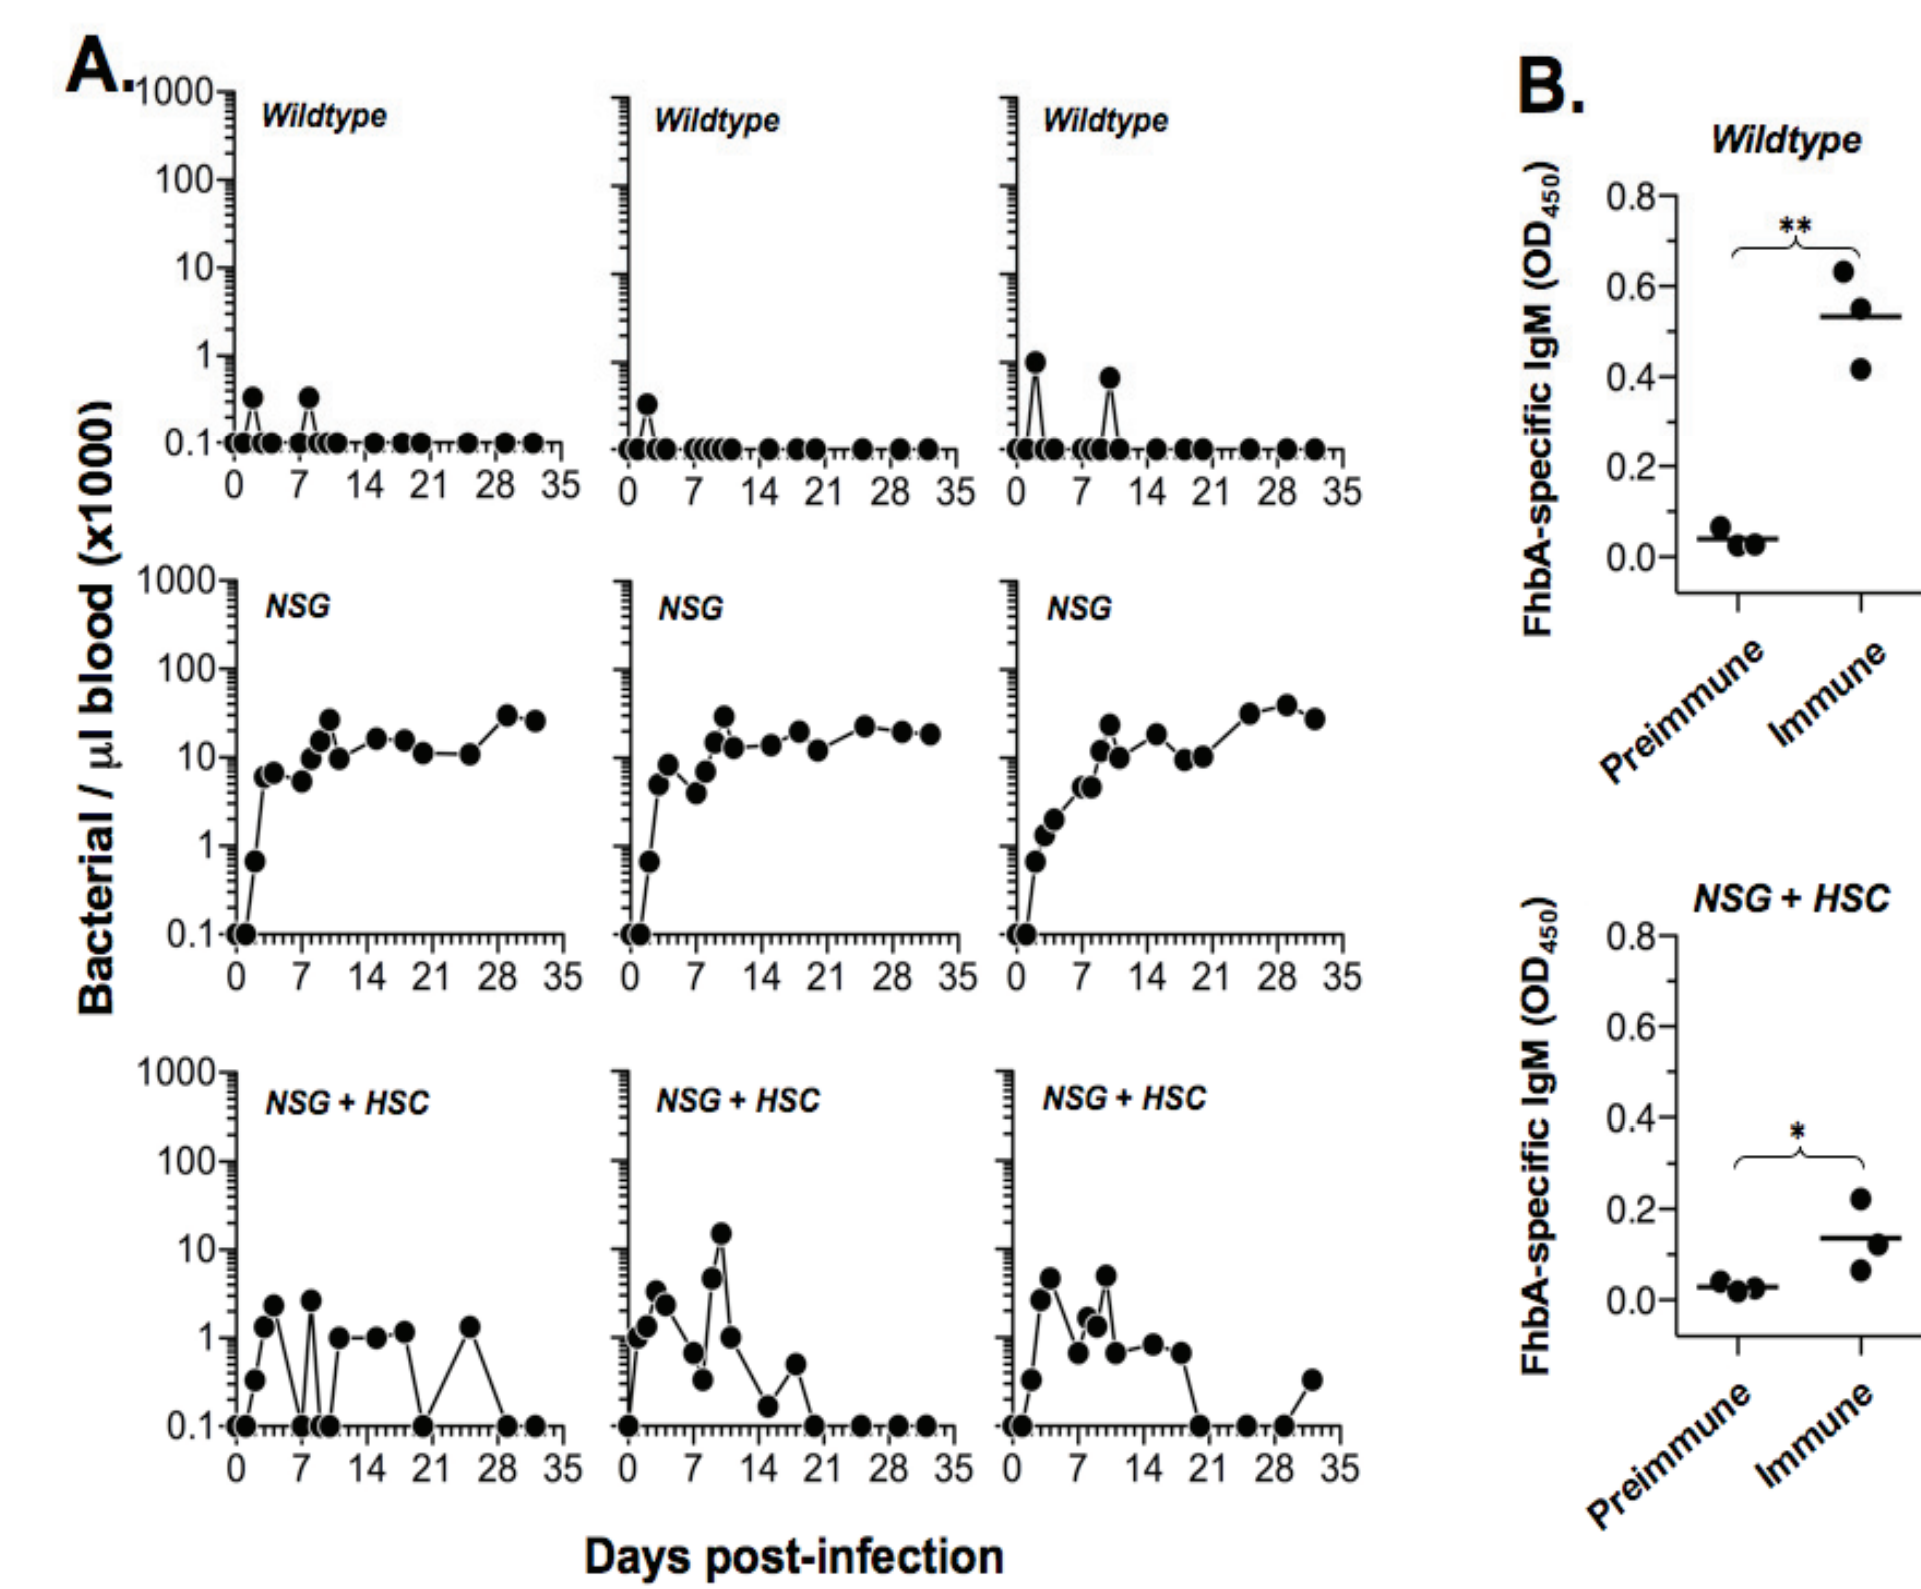 A.
Bacterial / µl blood (x1000)
1000 Wildtype Wildtype Wildtype
100
10
1
0.1
0 7 14 21 28 35 0 7 14 21 28 35 0 7 14 21 28 35
1000 NSG NSG NSG
100
10
1
0.1
0 7 14 21 28 35 0 7 14 21 28 35 0 7 14 21 28 35
1000 NSG + HSC NSG + HSC NSG + HSC
100
10
1
0.1
0 7 14 21 28 35 0 7 14 21 28 35 0 7 14 21 28 35
Days post-infection
B.
Wildtype
FhbA-specific IgM (OD450)
0.8
**
0.6
0.4
0.2
0.0
Preimmune Immune
NSG + HSC
FhbA-specific IgM (OD450)
0.8
0.6
0.4
*
0.2
0.0
Preimmune Immune